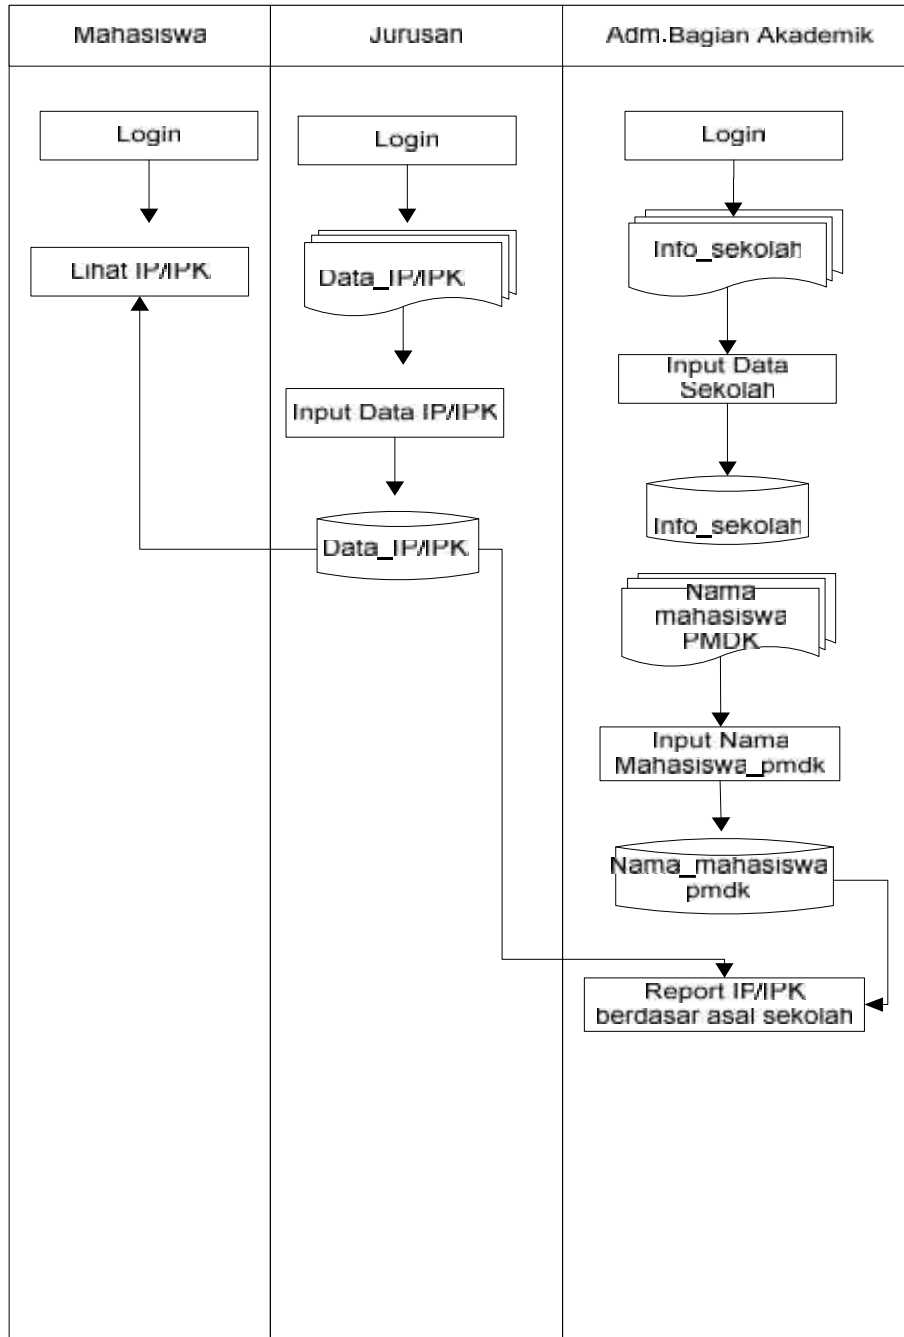 Mahasiswa
Jurusan
Adm.Bagian Akademik
Login
Lihat IP/IPK
Login
Data_IP/IPK
Input Data IP/IPK
Data_IP/IPK
Login
Info_sekolah
Input Data
Sekolah
Info_sekolah
Nama
mahasiswa
PMDK
Input Nama
Mahasiswa_pmdk
Nama_mahasiswa
pmdk
Report IP/IPK
berdasar asal sekolah